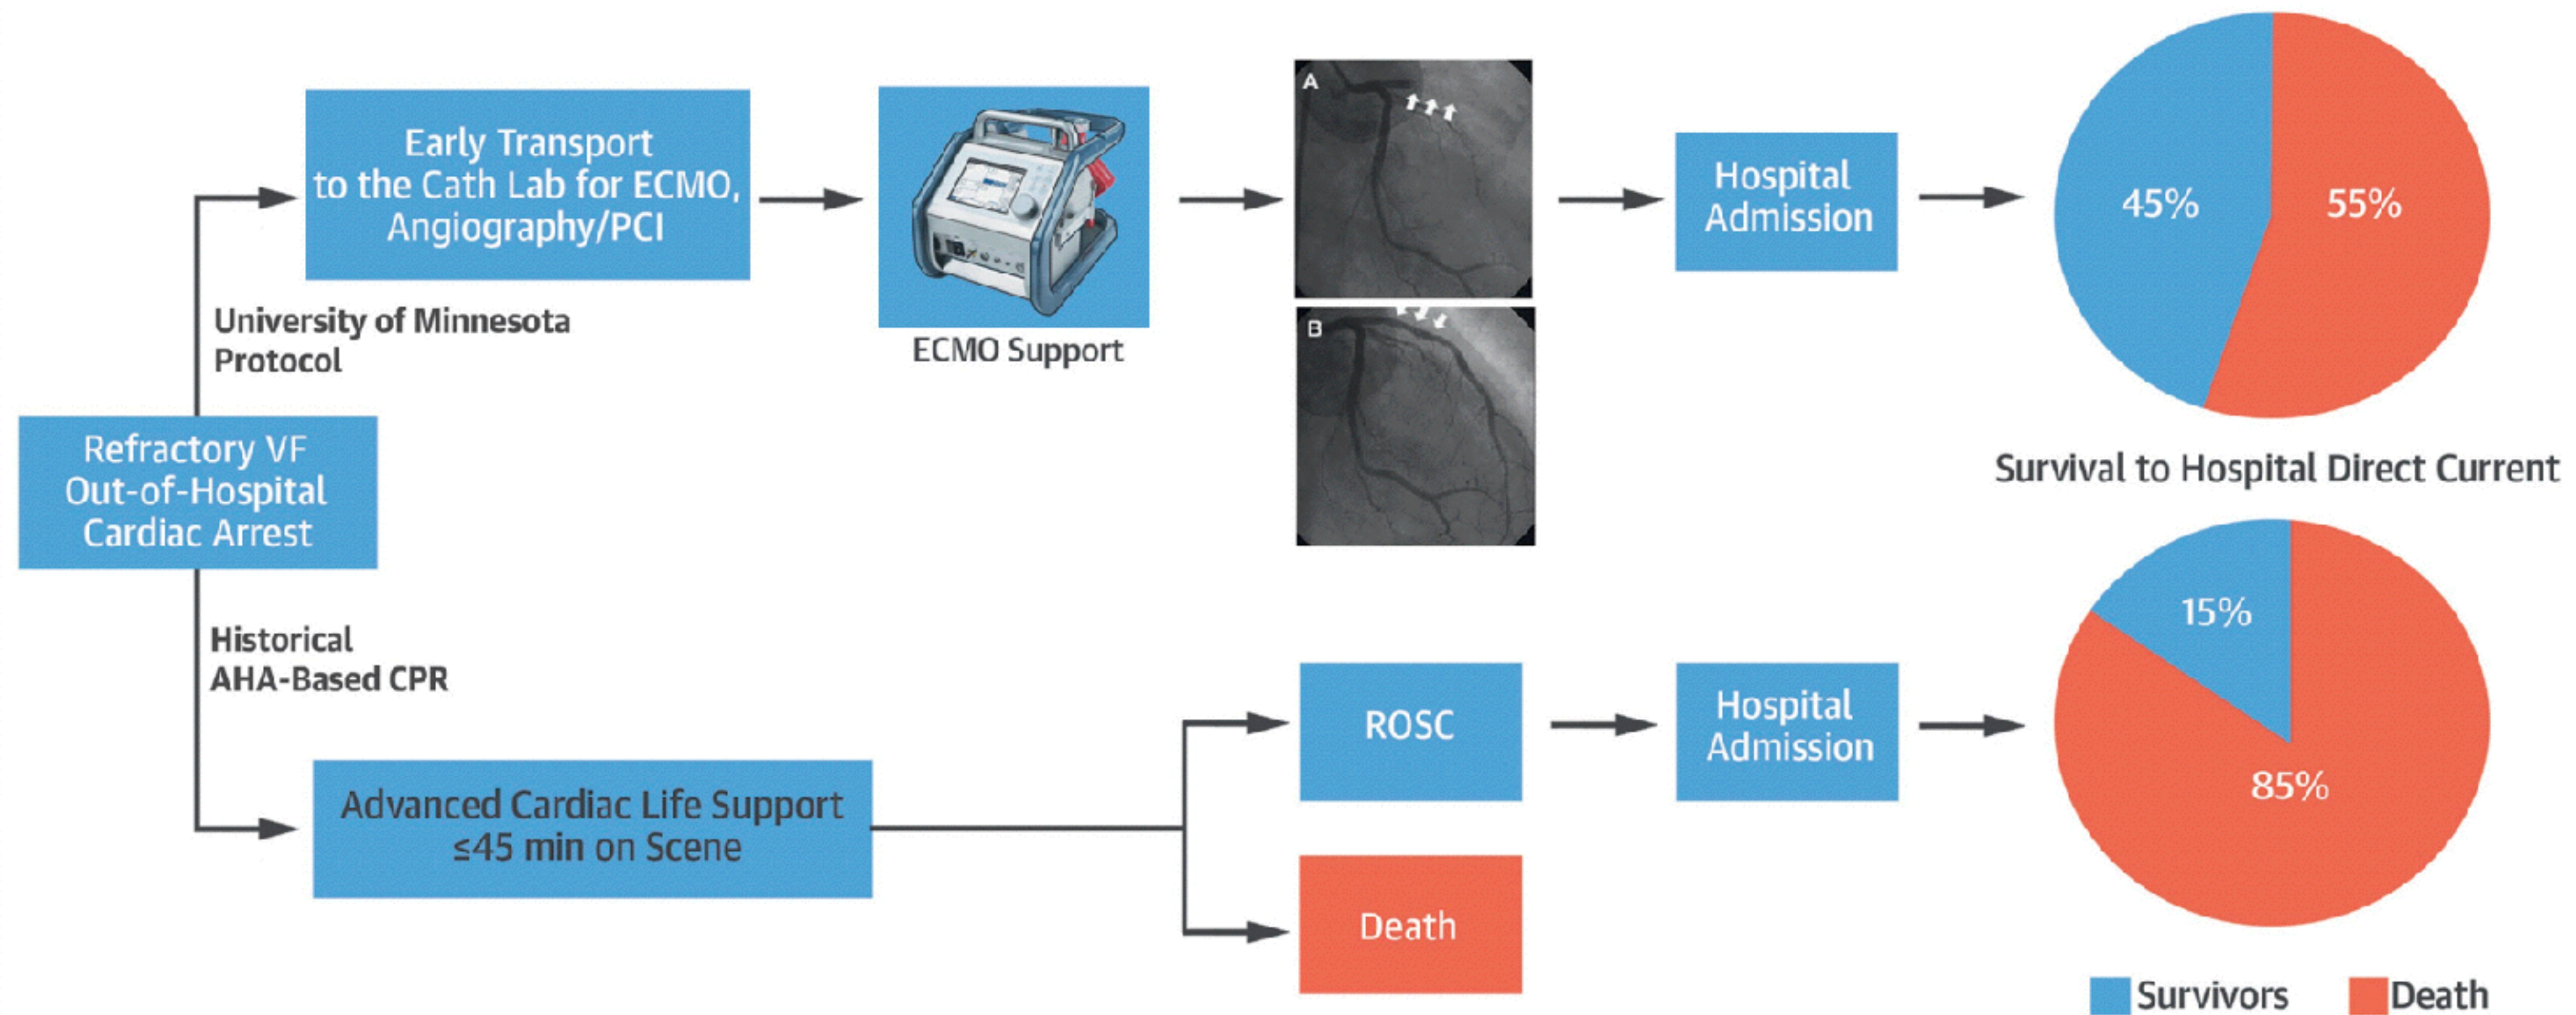 Early Transport
to the Cath Lab for ECMO,
Angiography/PCI
University of Minnesota
Protocol
ECMO Support
A
B
Hospital
Admission
45%
55%
Survival to Hospital Direct Current
Refractory VF
Out-of-Hospital
Cardiac Arrest
Historical
AHA-Based CPR
Advanced Cardiac Life Support
≤45 min on Scene
ROSC
Death
Hospital
Admission
15%
85%
Survivors
Death